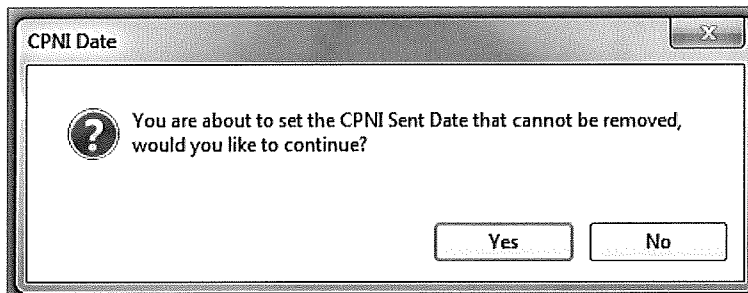 CPNI Date
X
You are about to set the CPNI Sent Date that cannot be removed,
would you like to continue?
Yes No